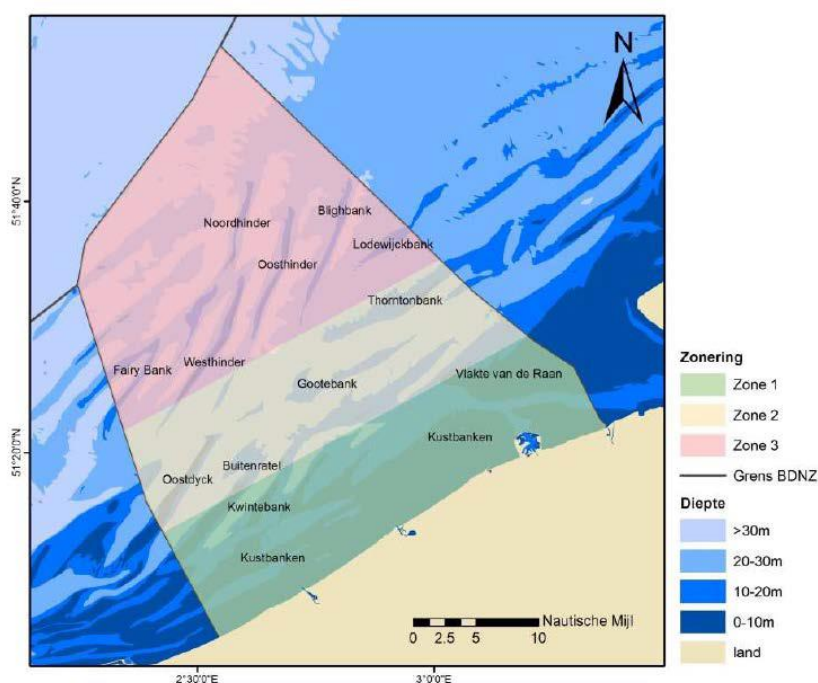 N
51°40'0"N
51°20'0"N
2°30'0"E
3°0'0"E
Noordhinder
Blighbank
Lodewijckbank
Oosthinder
Thorntonbank
Fairy Bank
Westhinder
Gootebank
Vlakte van de Raan
Kustbanken
Oostdyck
Buitenratel
Kwintebank
Kustbanken
Nautische Mijl
0 2.5 5 10
Zonering
Zone 1
Zone 2
Zone 3
Grens BDNZ
Diepte
>30m
20-30m
10-20m
0-10m
land